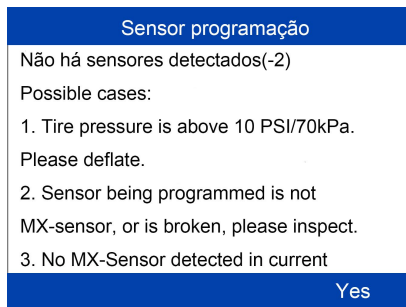 Sensor programação
Não há sensores detectados(-2)
Possible cases:
1. Tire pressure is above 10 PSI/70kPa.
Please deflate.
2. Sensor being programmed is not
MX-sensor, or is broken, please inspect.
3. No MX-Sensor detected in current
Yes